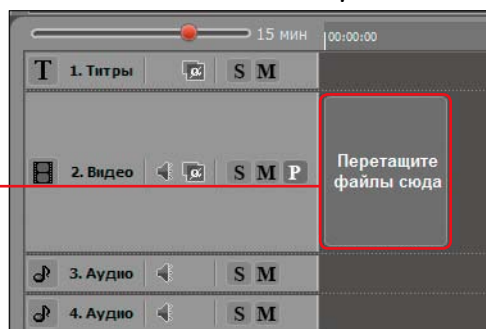 15 мин
00:00:00
T 1. Титры α S M
2. Видео α S M P
Перетащите
файлы сюда
3. Аудио S M
4. Аудио S M